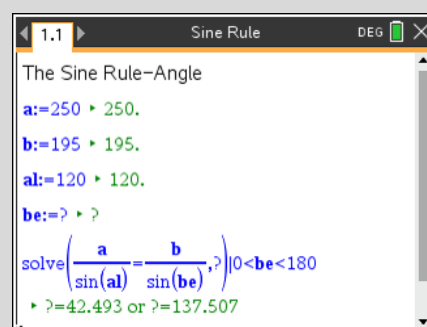 1.1 Sine Rule DEG
The Sine Rule-Angle
a:=250 ▸ 250.
b:=195 ▸ 195.
al:=120 ▸ 120.
be:=? ▸ ?
solve(a/sin(al)=b/sin(be),?)|0<be<180
▸ ?=42.493 or ?=137.507